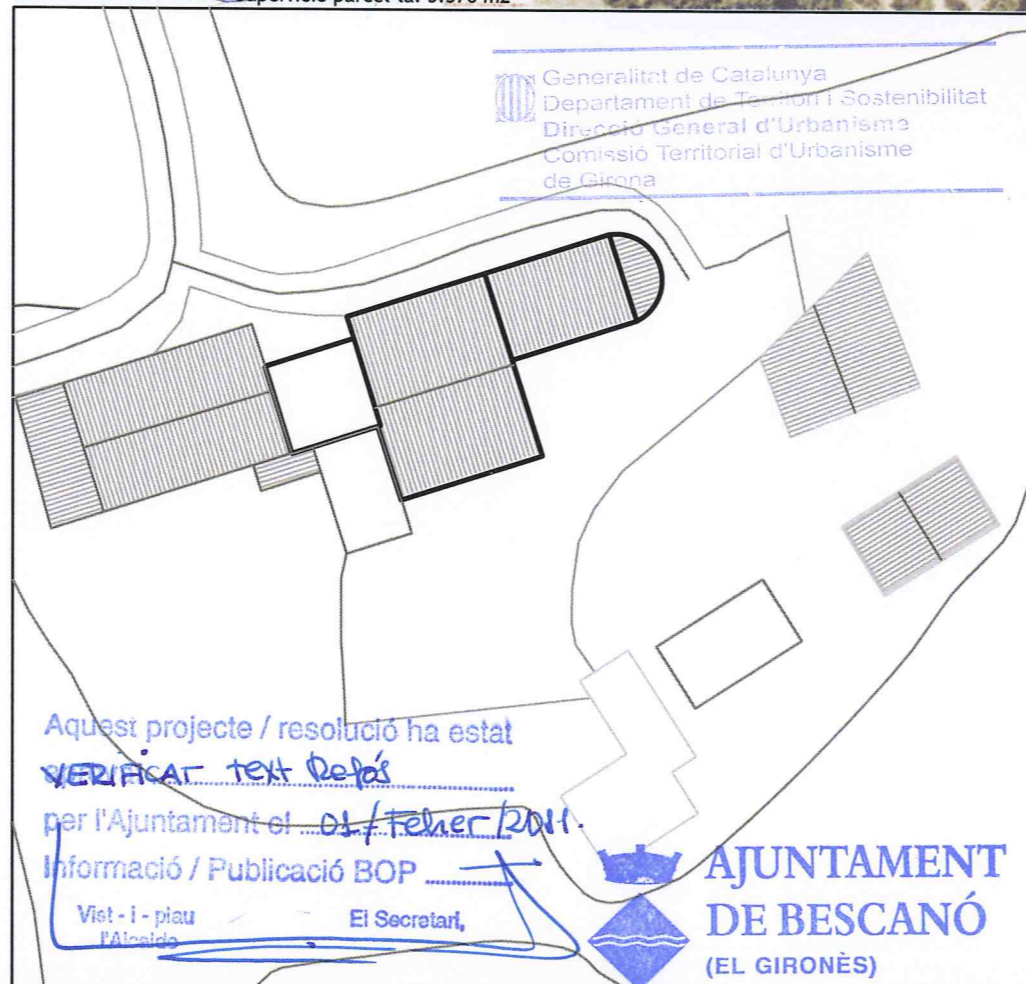 Generalitat de Catalunya
Departament de Territori i Sostenibilitat
Direcció General d'Urbanisme
Comissió Territorial d'Urbanisme
de Girona
Aquest projecte / resolució ha estat
VERIFICAT text Refós
per l'Ajuntament el 01/Febrer/2011.
Informació / Publicació BOP
Vist - i - plau
l'Alcalde
El Secretari,
AJUNTAMENT
DE BESCANÓ
(EL GIRONÈS)